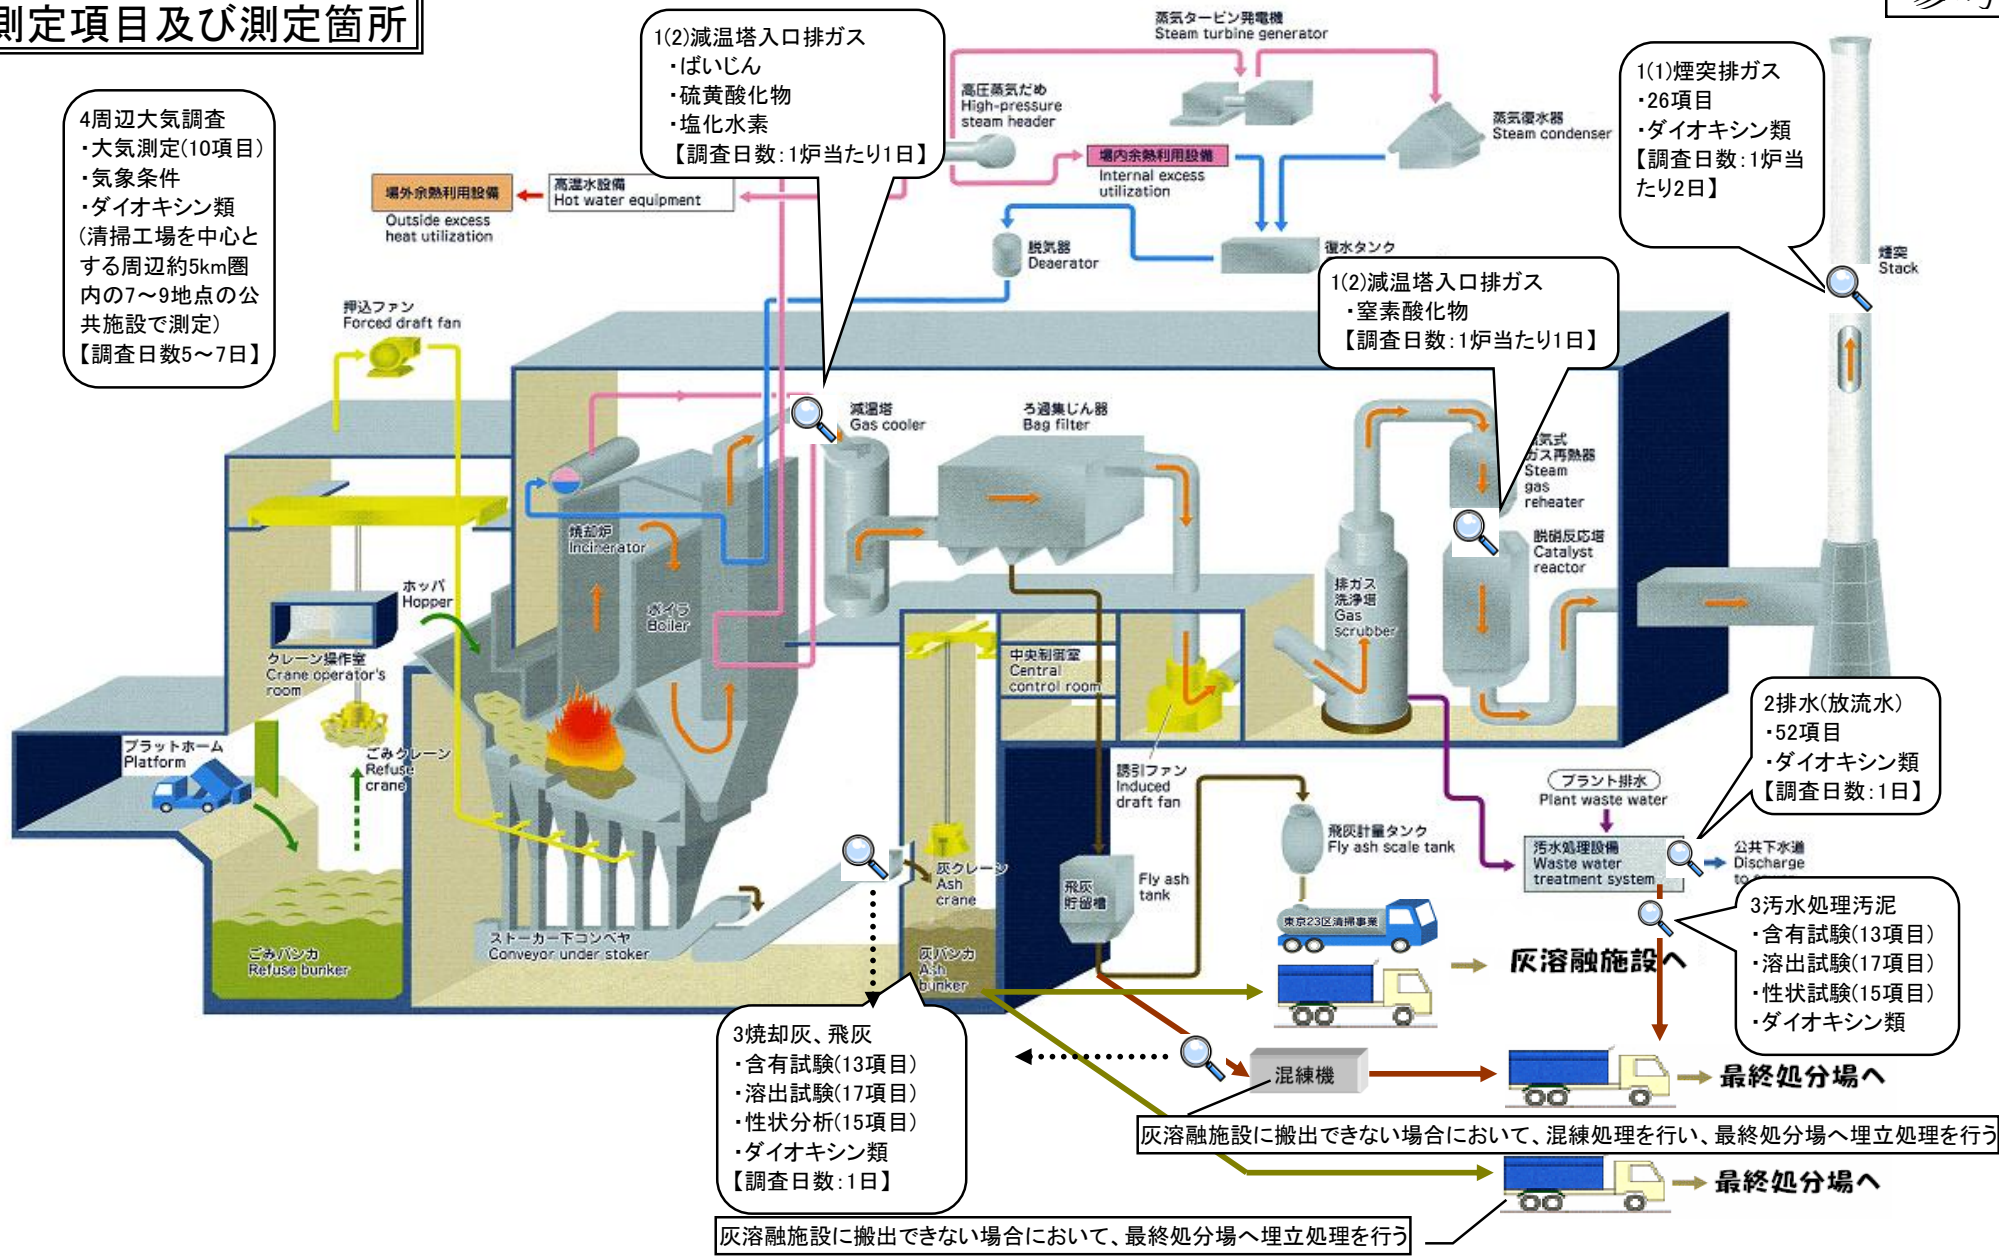 測定項目及び測定箇所
4周辺大気調査
・大気測定(10項目)
・気象条件
・ダイオキシン類
(清掃工場を中心と
する周辺約5km圏
内の7～9地点の公
共施設で測定)
【調査日数5～7日】
1(2)減温塔入口排ガス
・ばいじん
・硫黄酸化物
・塩化水素
【調査日数：1炉当たり1日】
蒸気タービン発電機
Steam turbine generator
高圧蒸気だめ
High-pressure
steam header
蒸気復水器
Steam condenser
1(1)煙突排ガス
・26項目
・ダイオキシン類
【調査日数：1炉当
たり2日】
場外余熱利用設備
Outside excess
heat utilization
高温水設備
Hot water equipment
場内余熱利用設備
Internal excess
utilization
脱気器
Deaerator
復水タンク
1(2)減温塔入口排ガス
・窒素酸化物
【調査日数：1炉当たり1日】
煙突
Stack
押込ファン
Forced draft fan
減温塔
Gas cooler
ろ過集じん器
Bag filter
気式
ガス再熱器
Steam
gas
reheater
焼却炉
Incinerator
脱硝反応塔
Catalyst
reactor
ホッパ
Hopper
ボイラ
Boiler
排ガス
洗浄塔
Gas
scrubber
クレーン操作室
Crane operator's
room
中央制御室
Central
control room
プラットホーム
Platform
ごみクレーン
Refuse
crane
誘引ファン
Induced
draft fan
プラント排水
Plant waste water
2排水(放流水)
・52項目
・ダイオキシン類
【調査日数：1日】
飛灰計量タンク
Fly ash scale tank
汚水処理設備
Waste water
treatment system
公共下水道
Discharge
to
灰クレーン
Ash
crane
飛灰
貯留槽
Fly ash
tank
東京23区清掃事業
3汚水処理汚泥
・含有試験(13項目)
・溶出試験(17項目)
・性状試験(15項目)
・ダイオキシン類
ごみバンカ
Refuse bunker
ストーカー下コンベヤ
Conveyor under stoker
灰バンカ
Ash
bunker
灰溶融施設へ
3焼却灰、飛灰
・含有試験(13項目)
・溶出試験(17項目)
・性状分析(15項目)
・ダイオキシン類
【調査日数：1日】
混練機
最終処分場へ
灰溶融施設に搬出できない場合において、混練処理を行い、最終処分場へ埋立処理を行う
最終処分場へ
灰溶融施設に搬出できない場合において、最終処分場へ埋立処理を行う